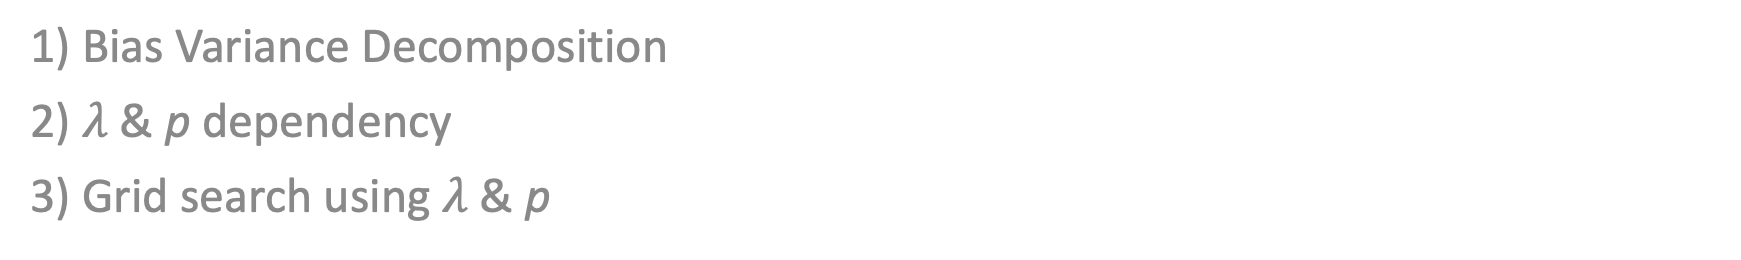 1) Bias Variance Decomposition
2) λ & p dependency
3) Grid search using λ & p